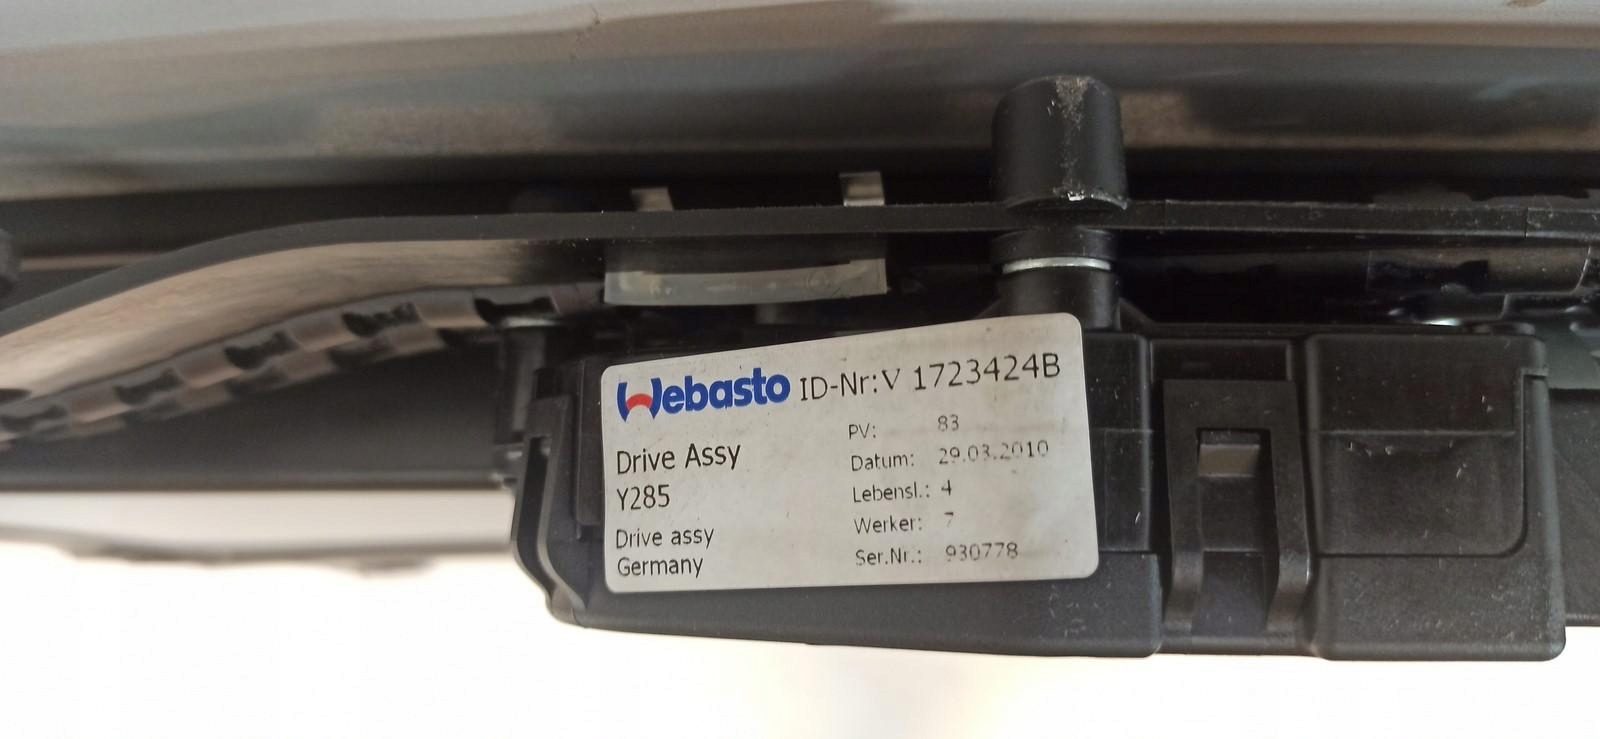 Webasto ID-Nr:V 1723424B
Drive Assy
Y285
Drive assy
Germany
PV: 83
Datum: 29.03.2010
Lebensl.: 4
Werker: 7
Ser.Nr.: 930778